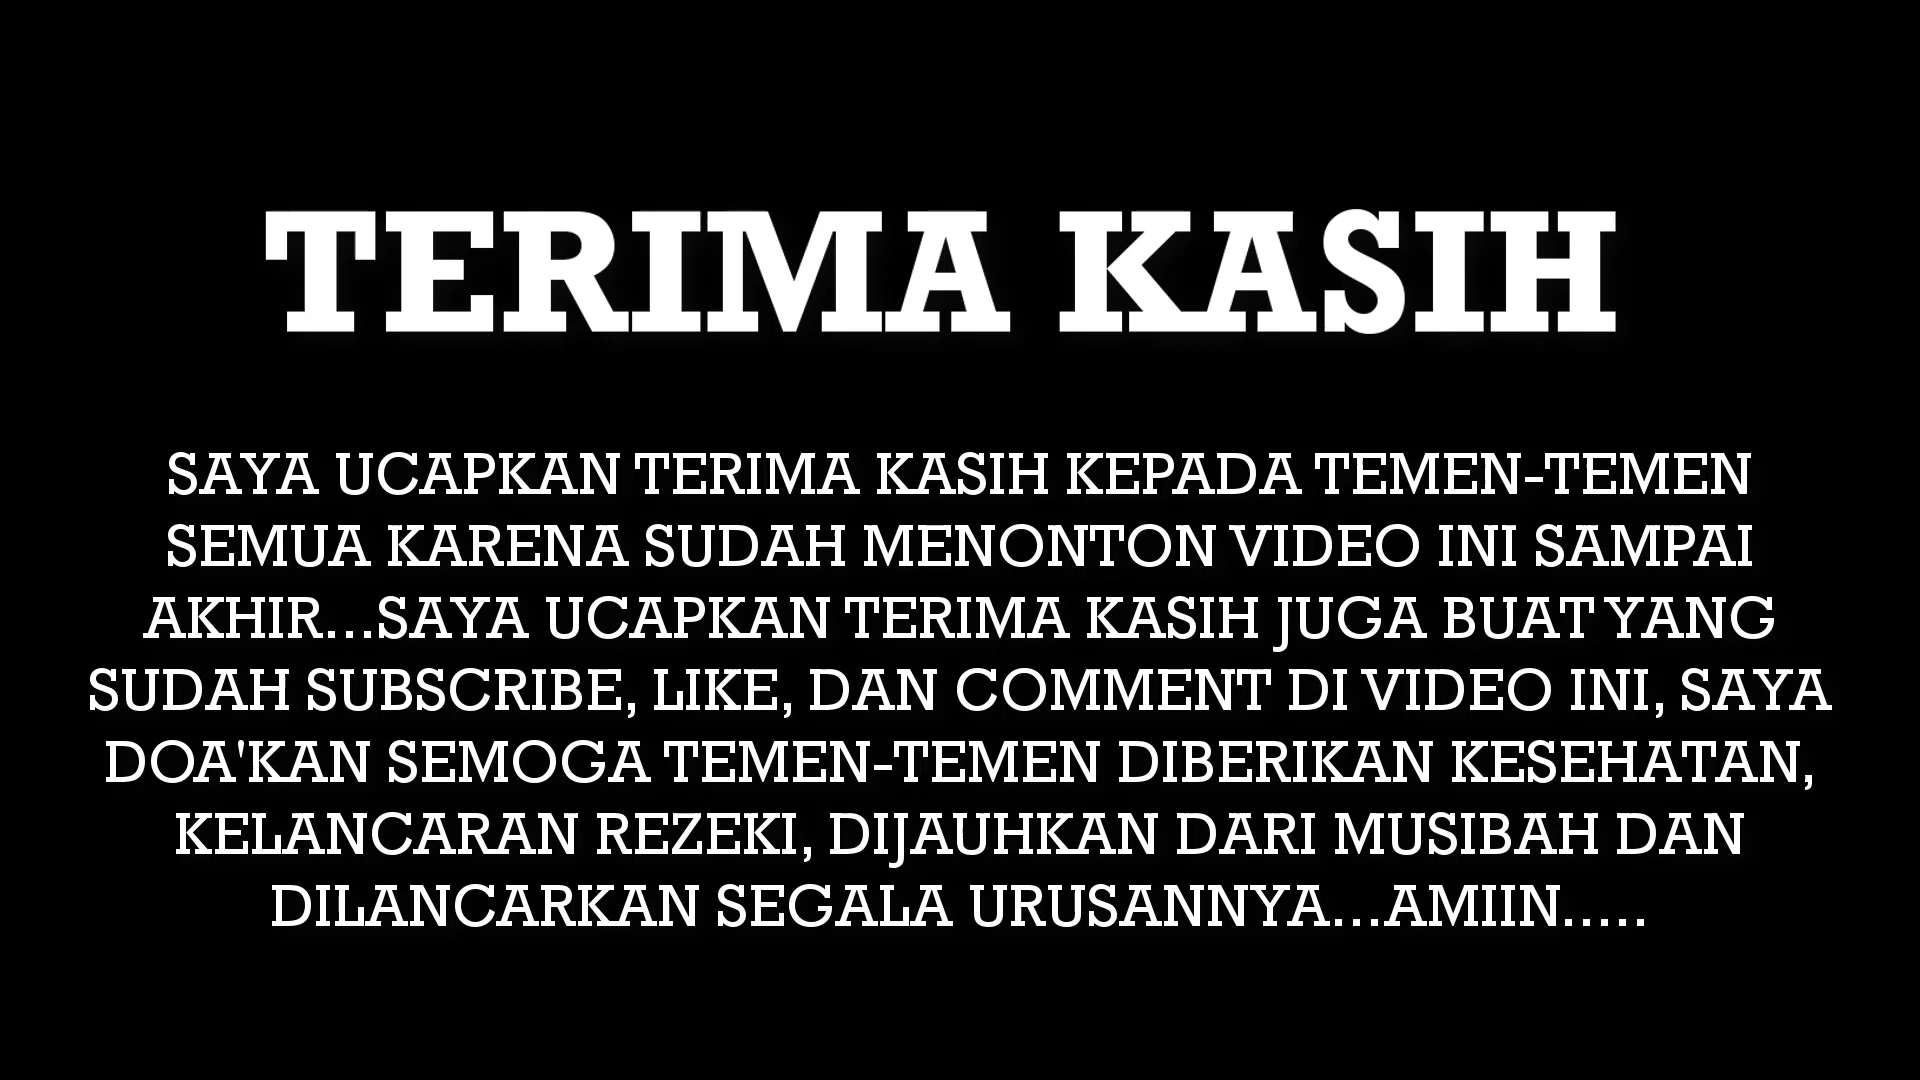 TERIMA KASIH
SAYA UCAPKAN TERIMA KASIH KEPADA TEMEN-TEMEN
SEMUA KARENA SUDAH MENONTON VIDEO INI SAMPAI
AKHIR...SAYA UCAPKAN TERIMA KASIH JUGA BUAT YANG
SUDAH SUBSCRIBE, LIKE, DAN COMMENT DI VIDEO INI, SAYA
DOA'KAN SEMOGA TEMEN-TEMEN DIBERIKAN KESEHATAN,
KELANCARAN REZEKI, DIJAUHKAN DARI MUSIBAH DAN
DILANCARKAN SEGALA URUSANNYA...AMIIN.....